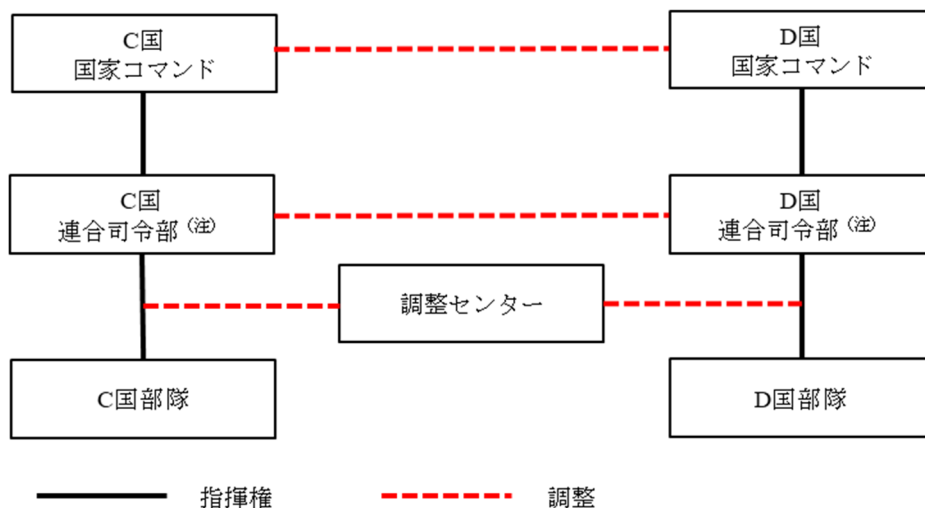 C国
国家コマンド
D国
国家コマンド
C国
連合司令部(注)
D国
連合司令部(注)
調整センター
C国部隊
D国部隊
指揮権
調整